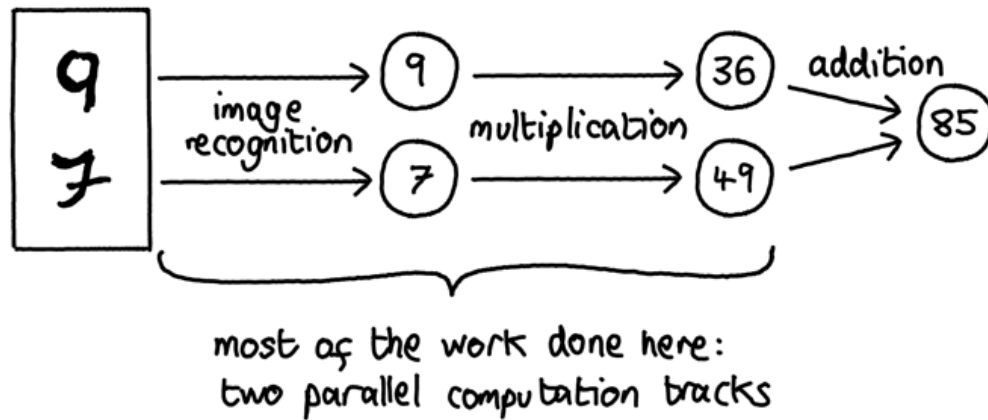 9
7
image
recognition
9
7
multiplication
36
49
addition
85
most of the work done here:
two parallel computation tracks